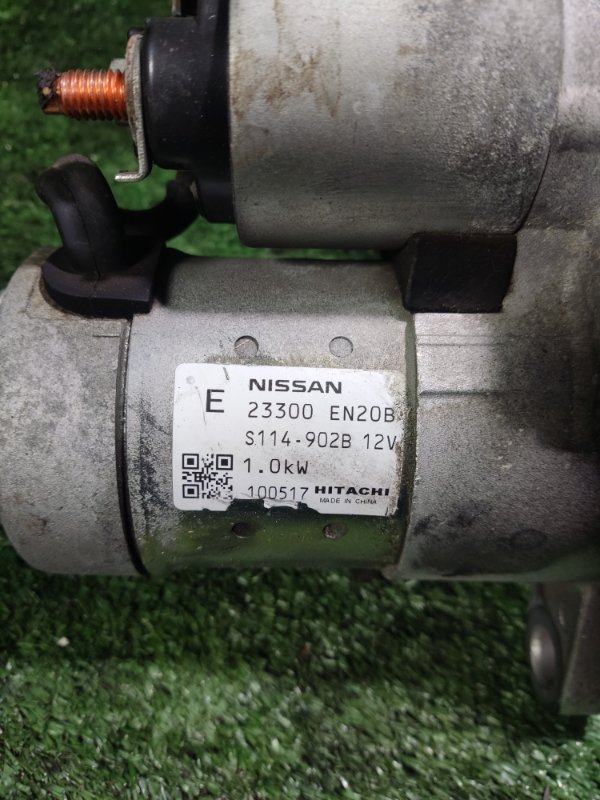 E NISSAN
23300 EN20B
S114-902B 12V
1.0kW
100517 HITACHI
MADE IN CHINA